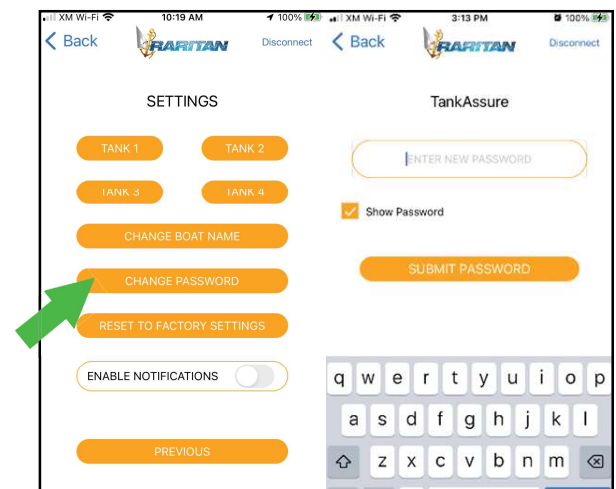 XM Wi-Fi 10:19 AM 100%
Back RARITAN Disconnect
SETTINGS
TANK 1 TANK 2
TANK 3 TANK 4
CHANGE BOAT NAME
CHANGE PASSWORD
RESET TO FACTORY SETTINGS
ENABLE NOTIFICATIONS
PREVIOUS
XM Wi-Fi 3:13 PM 100%
Back RARITAN Disconnect
TankAssure
ENTER NEW PASSWORD
Show Password
SUBMIT PASSWORD
q w e r t y u i o p
a s d f g h j k l
z x c v b n m